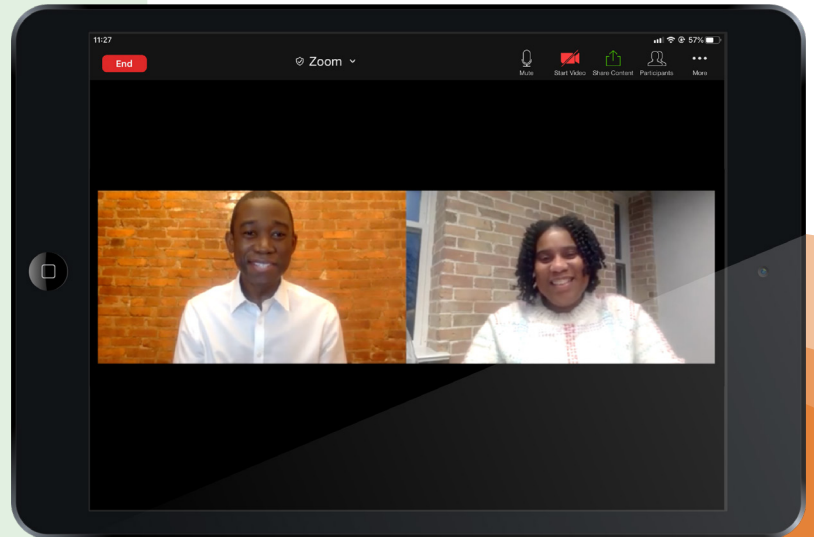 11:27
57%
End
Zoom
Mute
Start Video
Share Content
Participants
More